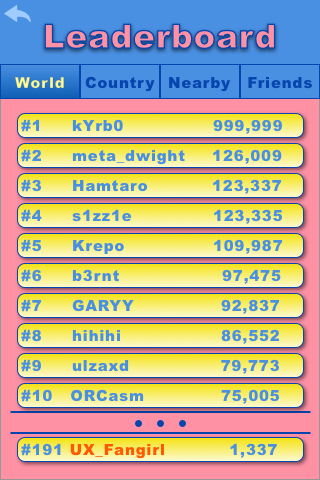 Leaderboard
World Country Nearby Friends
#1 kYrb0 999,999
#2 meta_dwight 126,009
#3 Hamtaro 123,337
#4 s1zz1e 123,335
#5 Krepo 109,987
#6 b3rnt 97,475
#7 GARYY 92,837
#8 hihihi 86,552
#9 ulzaxd 79,773
#10 ORCasm 75,005
#191 UX_Fangirl 1,337